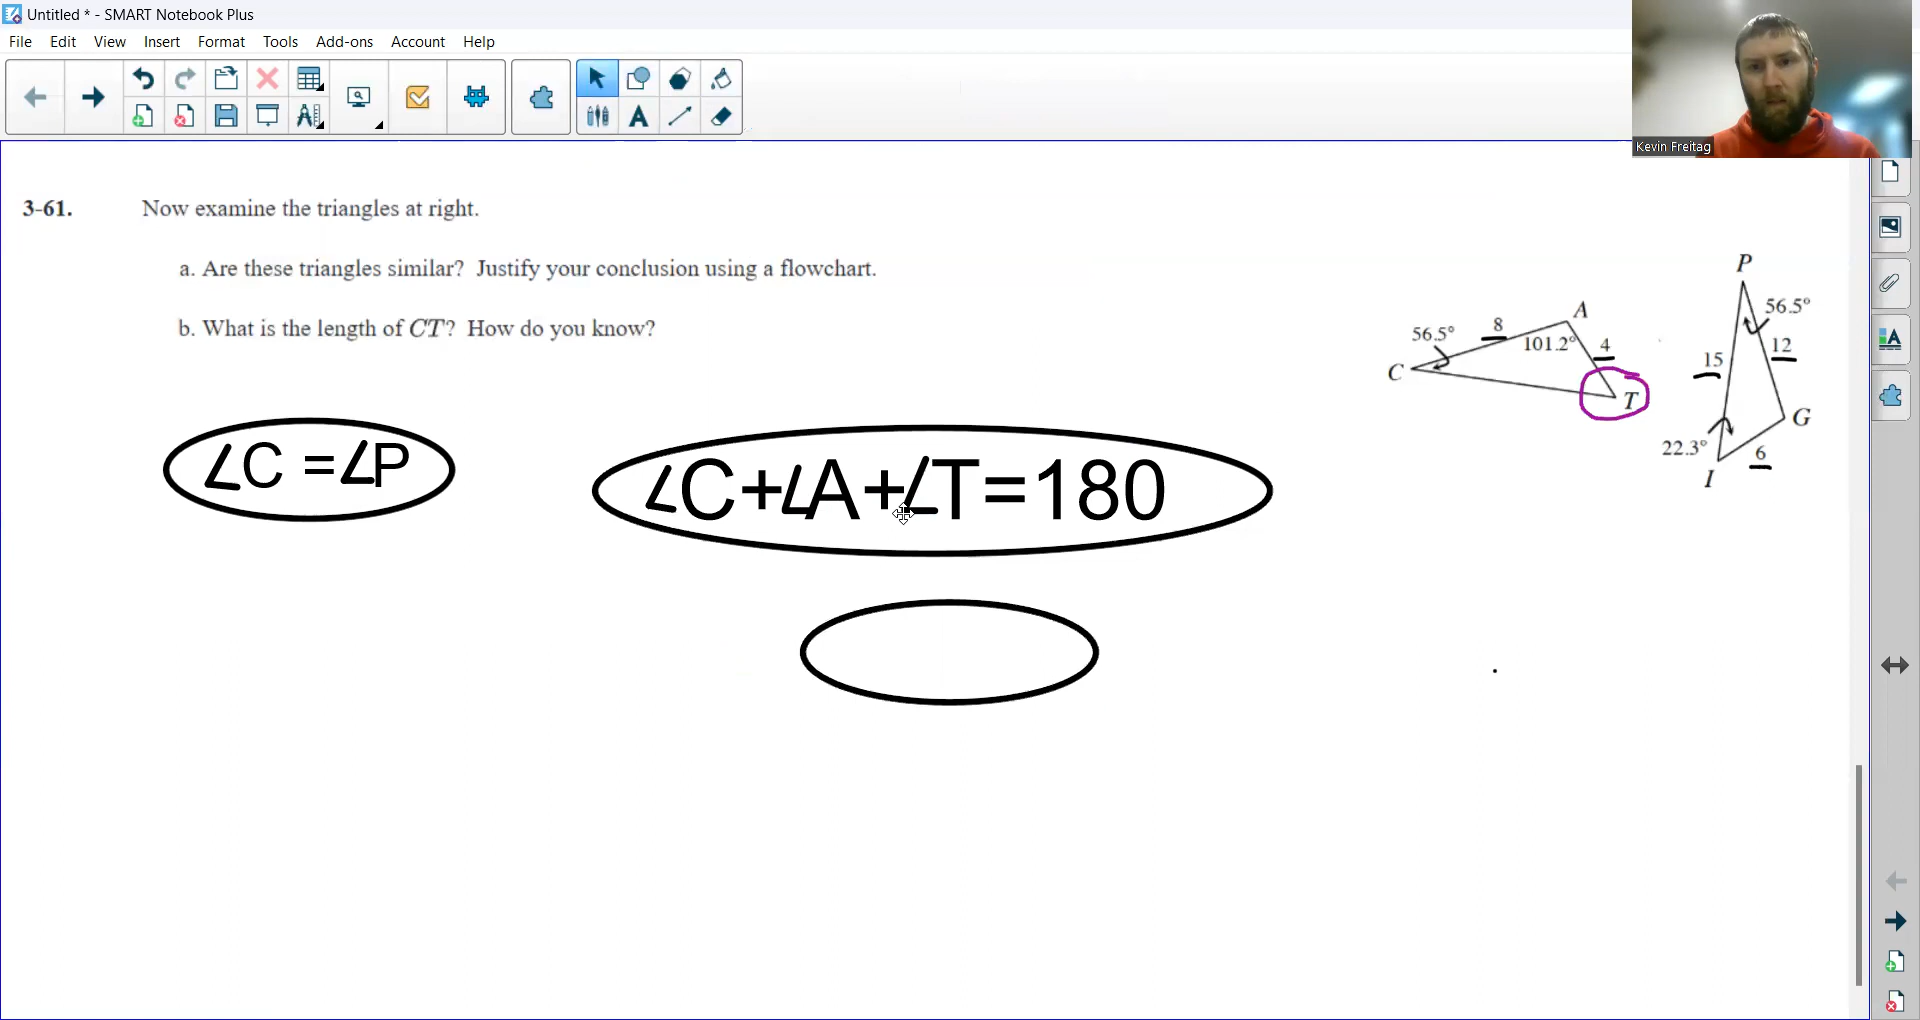 Untitled * - SMART Notebook Plus
File Edit View Insert Format Tools Add-ons Account Help
Kevin Freitag
3-61. Now examine the triangles at right.
a. Are these triangles similar? Justify your conclusion using a flowchart.
b. What is the length of CT? How do you know?
P
56.5°
A
8
56.5°
101.2°
4
12
15
C
T
G
22.3°
6
I
∠C =∠P
∠C+∠A+∠T=180